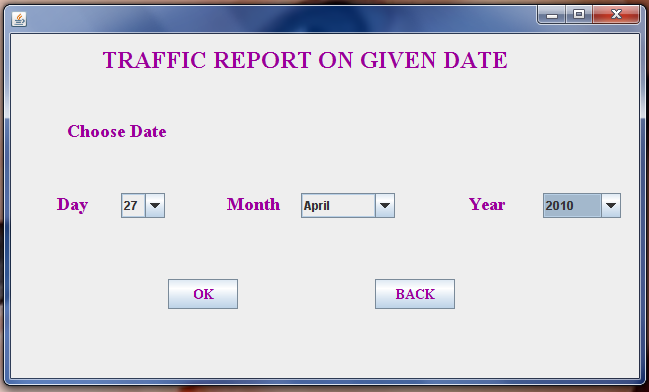 TRAFFIC REPORT ON GIVEN DATE
Choose Date
Day 27 Month April Year 2010
OK BACK